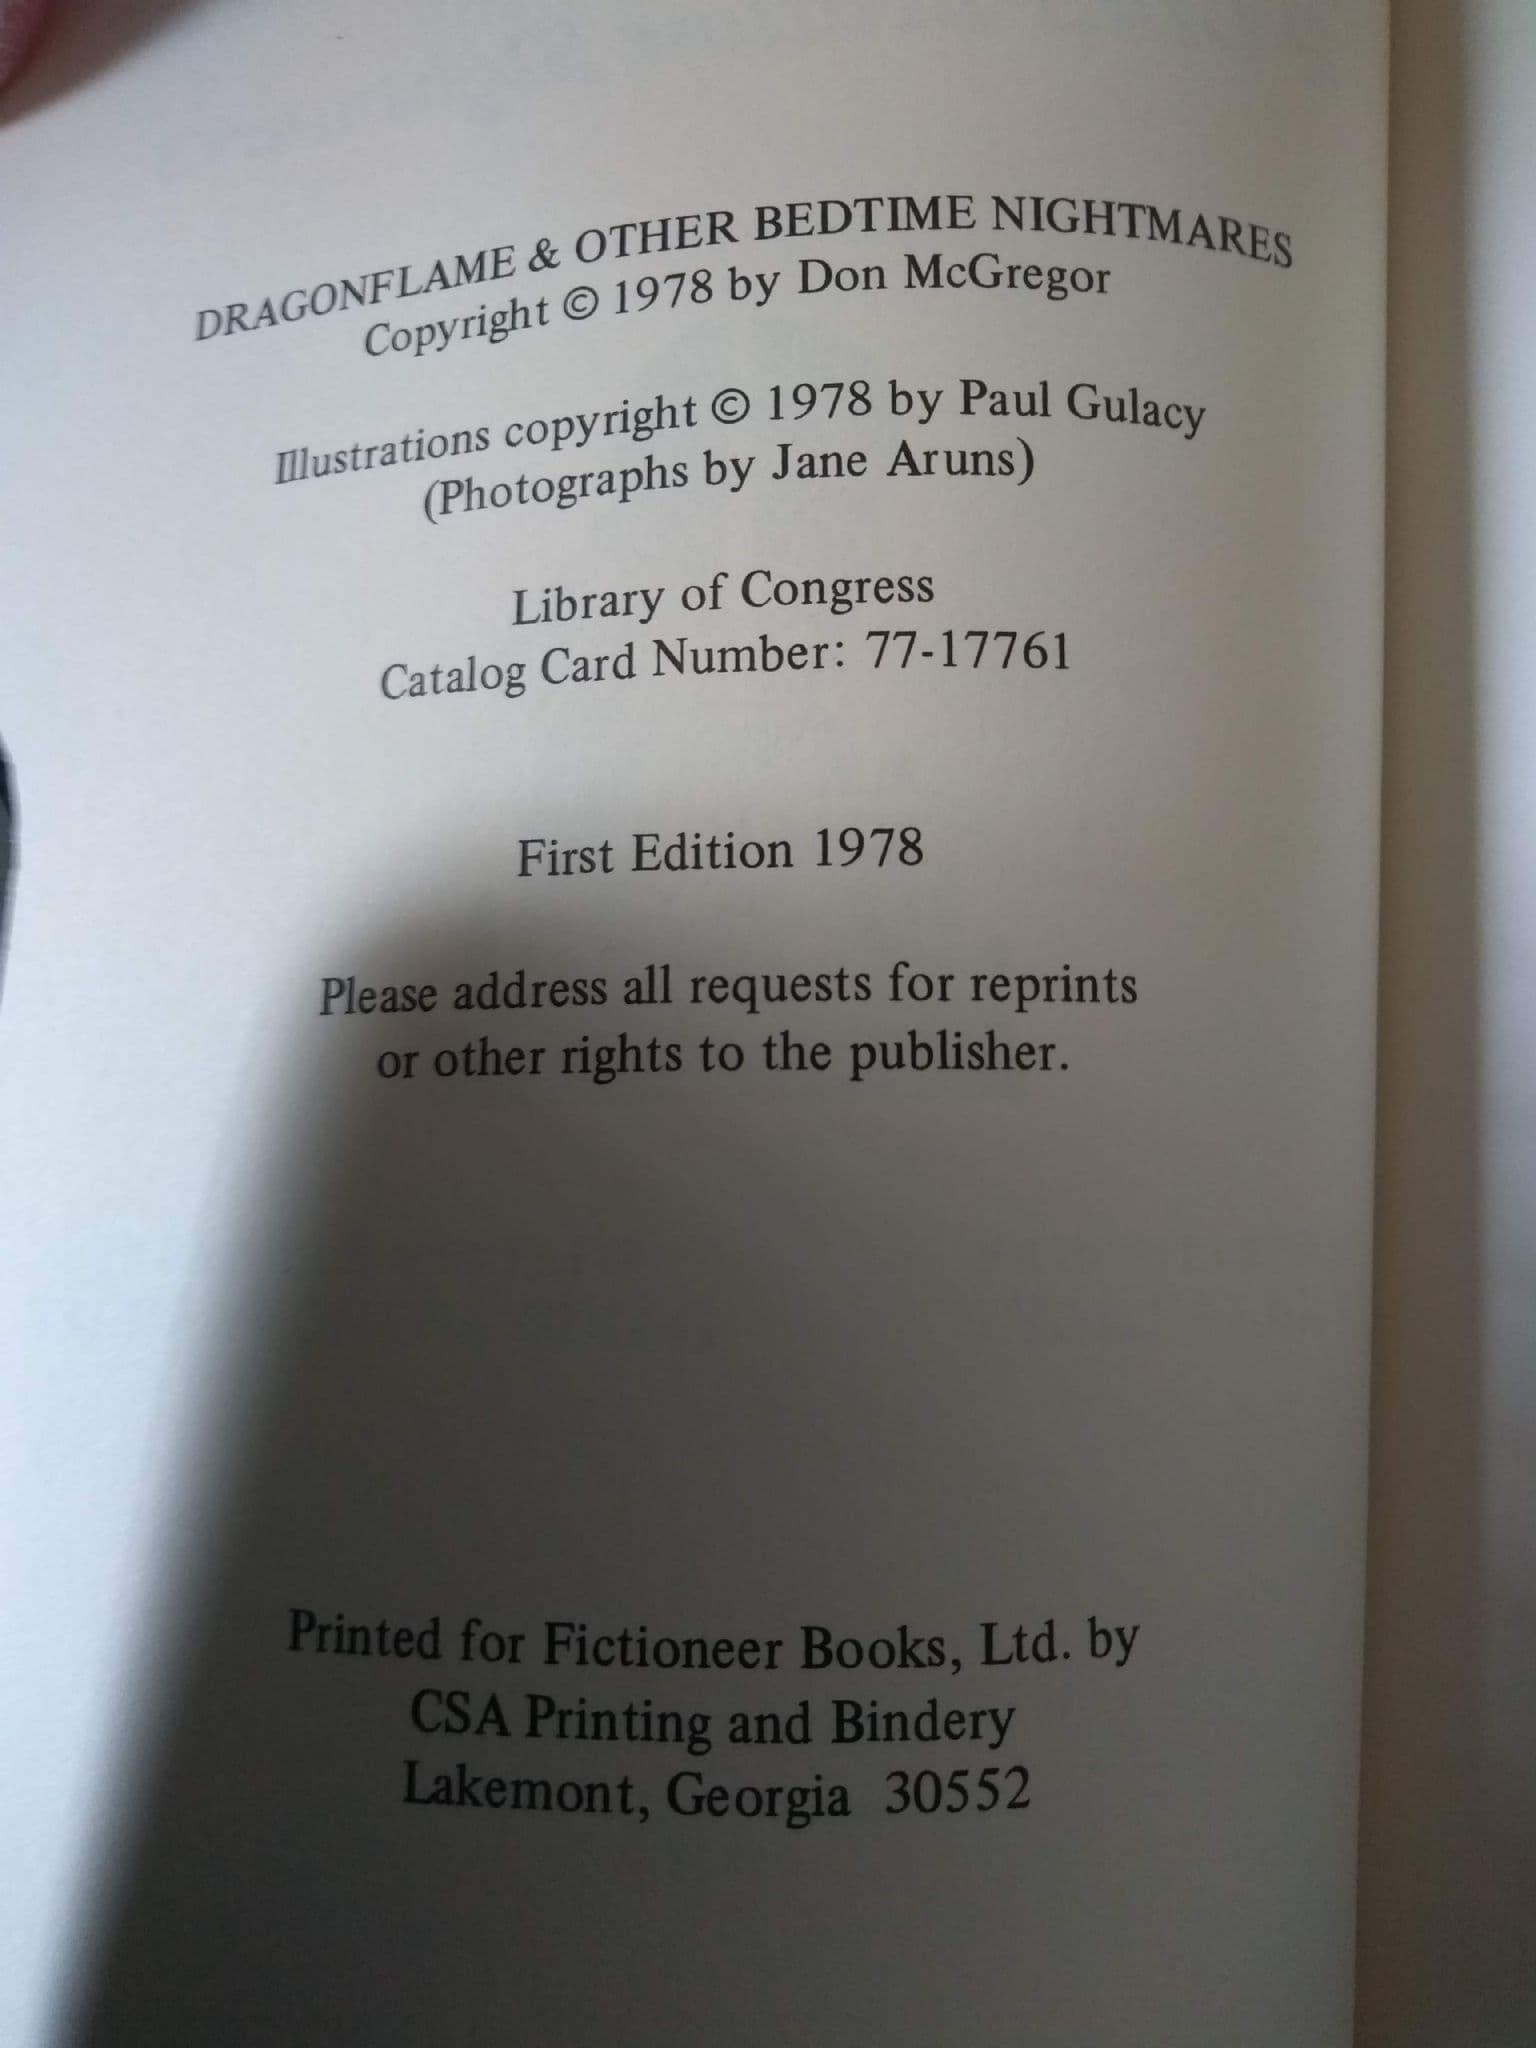 DRAGONFLAME & OTHER BEDTIME NIGHTMARES
Copyright © 1978 by Don McGregor
Illustrations copyright © 1978 by Paul Gulacy
(Photographs by Jane Aruns)
Library of Congress
Catalog Card Number: 77-17761
First Edition 1978
Please address all requests for reprints
or other rights to the publisher.
Printed for Fictioneer Books, Ltd. by
CSA Printing and Bindery
Lakemont, Georgia 30552